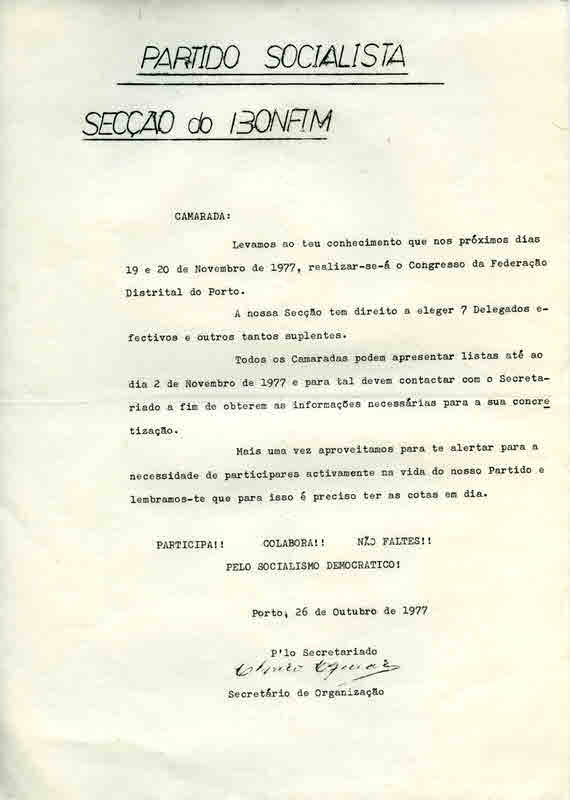 PARTIDO SOCIALISTA
SECÇÃO do BONFIM
CAMARADA:
Levamos ao teu conhecimento que nos próximos dias
19 e 20 de Novembro de 1977, realizar-se-á o Congresso da Federação
Distrital do Porto.
A nossa Secção tem direito a eleger 7 Delegados e-
fectivos e outros tantos suplentes.
Todos os Camaradas podem apresentar listas até ao
dia 2 de Novembro de 1977 e para tal devem contactar com o Secreta-
riado a fim de obterem as informações necessárias para a sua concre
tização.
Mais uma vez aproveitamos para te alertar para a
necessidade de participares activamente na vida do nosso Partido e
lembramos-te que para isso é preciso ter as cotas em dia.
PARTICIPA!! COLABORA!! NÃO FALTES!!
PELO SOCIALISMO DEMOCRATICO!
Porto, 26 de Outubro de 1977
P'lo Secretariado
Secretário de Organização